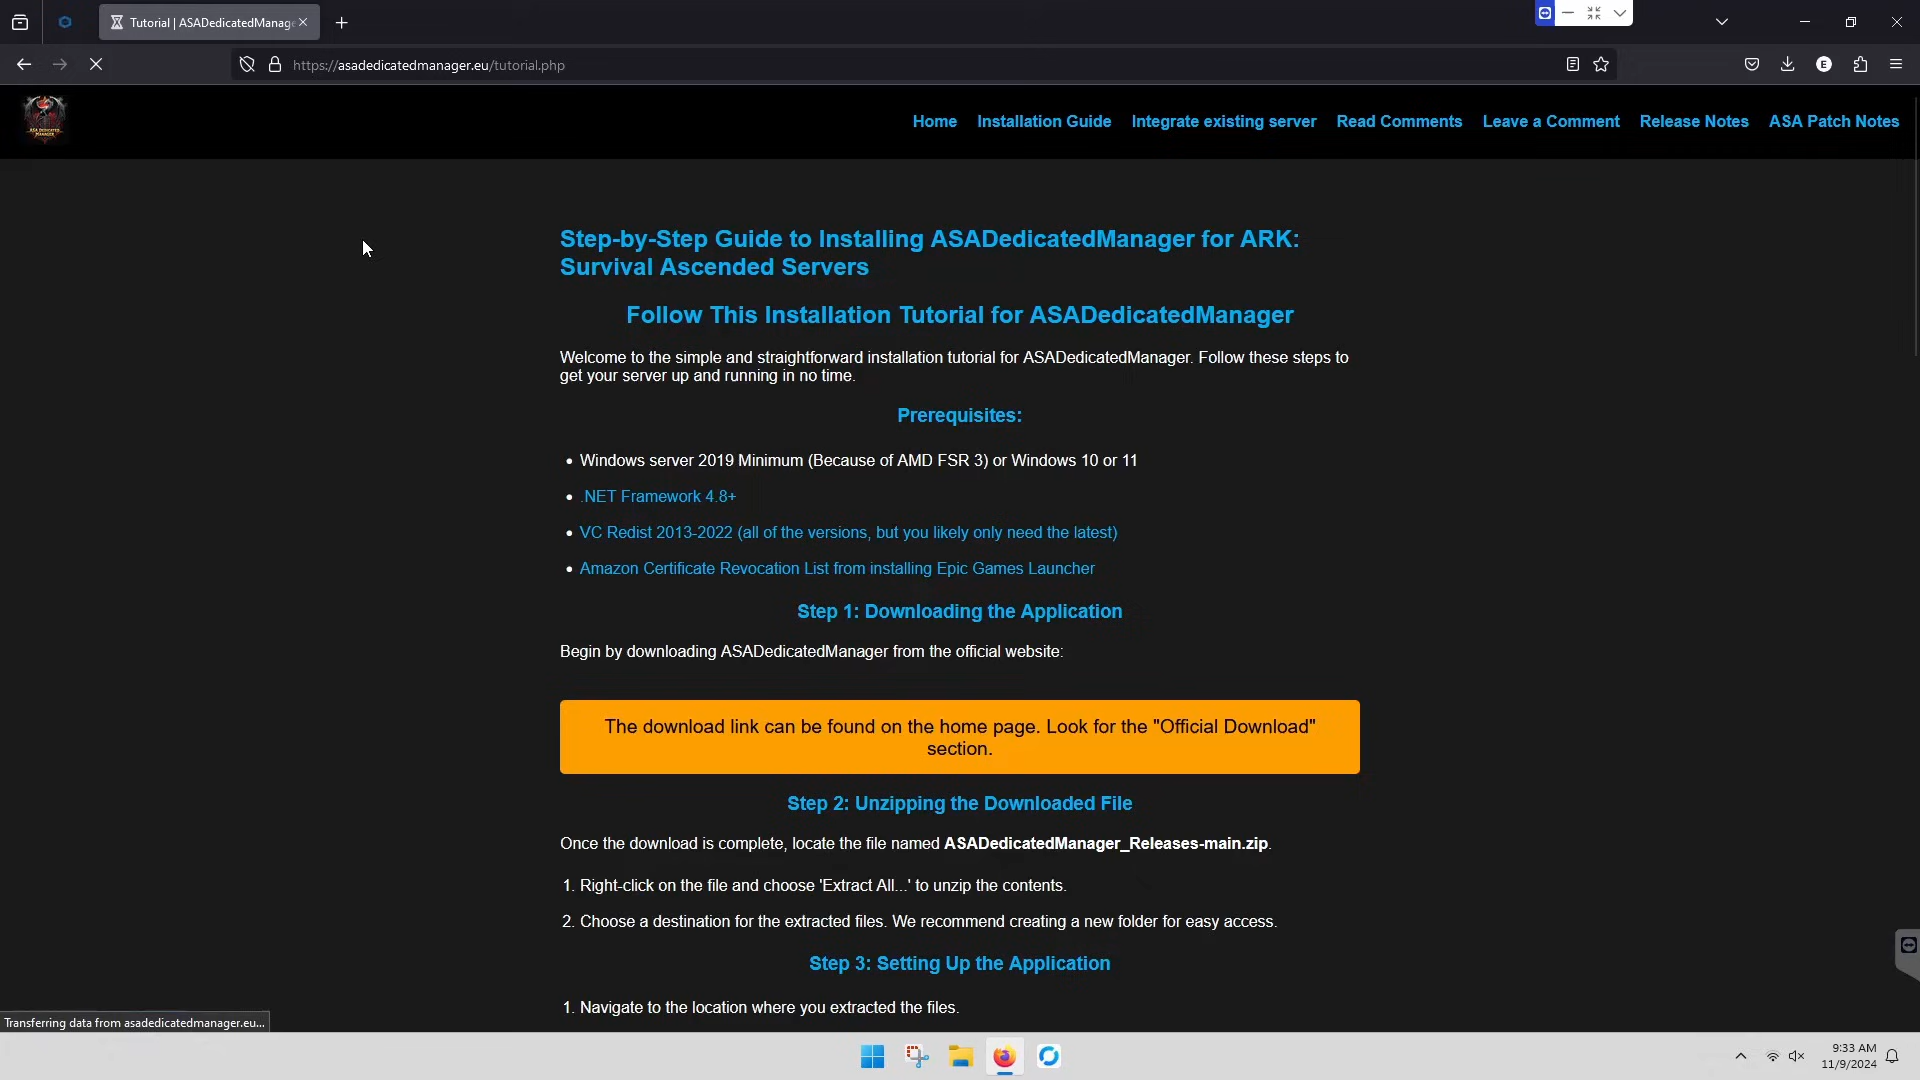 Tutorial | ASADedicatedManage
https://asadedicatedmanager.eu/tutorial.php
E
ASA DEDICATED
MANAGER
Home
Installation Guide
Integrate existing server
Read Comments
Leave a Comment
Release Notes
ASA Patch Notes
Step-by-Step Guide to Installing ASADedicatedManager for ARK:
Survival Ascended Servers
Follow This Installation Tutorial for ASADedicatedManager
Welcome to the simple and straightforward installation tutorial for ASADedicatedManager. Follow these steps to
get your server up and running in no time.
Prerequisites:
• Windows server 2019 Minimum (Because of AMD FSR 3) or Windows 10 or 11
• .NET Framework 4.8+
• VC Redist 2013-2022 (all of the versions, but you likely only need the latest)
• Amazon Certificate Revocation List from installing Epic Games Launcher
Step 1: Downloading the Application
Begin by downloading ASADedicatedManager from the official website:
The download link can be found on the home page. Look for the "Official Download"
section.
Step 2: Unzipping the Downloaded File
Once the download is complete, locate the file named ASADedicatedManager_Releases-main.zip.
1. Right-click on the file and choose 'Extract All...' to unzip the contents.
2. Choose a destination for the extracted files. We recommend creating a new folder for easy access.
Step 3: Setting Up the Application
1. Navigate to the location where you extracted the files.
Transferring data from asadedicatedmanager.eu...
9:33 AM
11/9/2024